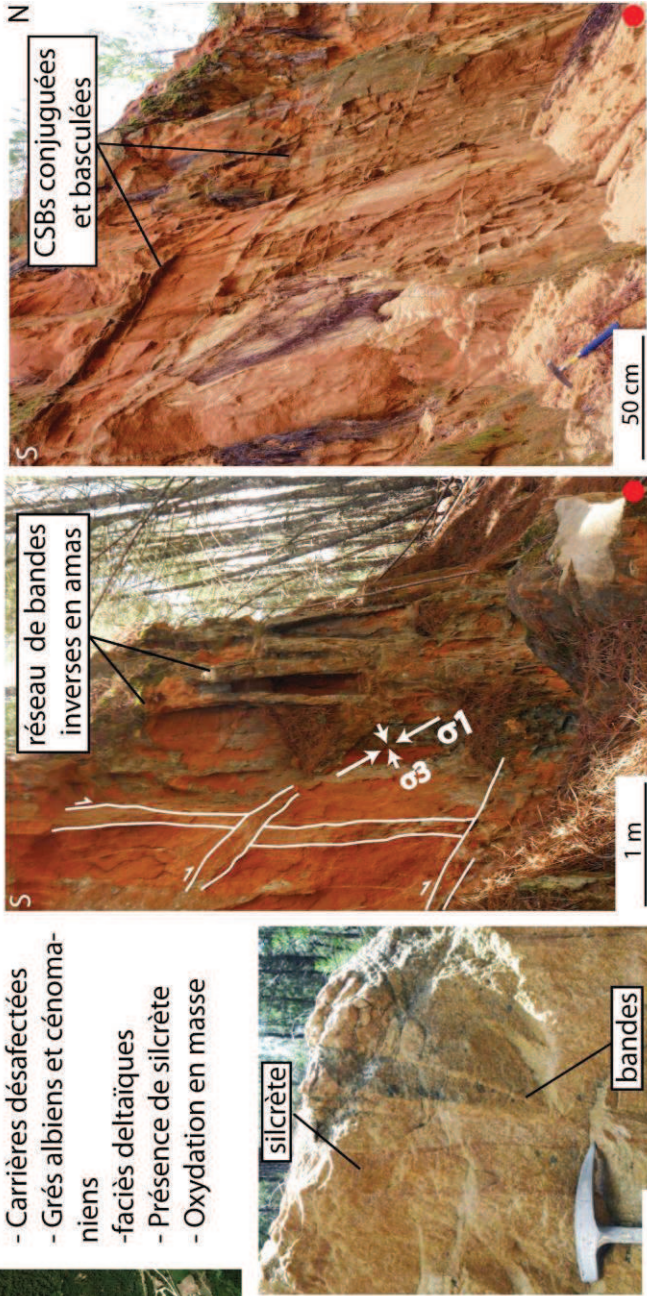 - Carrières désafectées
- Grés albiens et cénoma-
niens
-faciès deltaïques
- Présence de silcrète
- Oxydation en masse
silcrète
bandes
S
réseau de bandes
inverses en amas
σ1
σ3
1 m
S
N
CSBs conjuguées
et basculées
50 cm